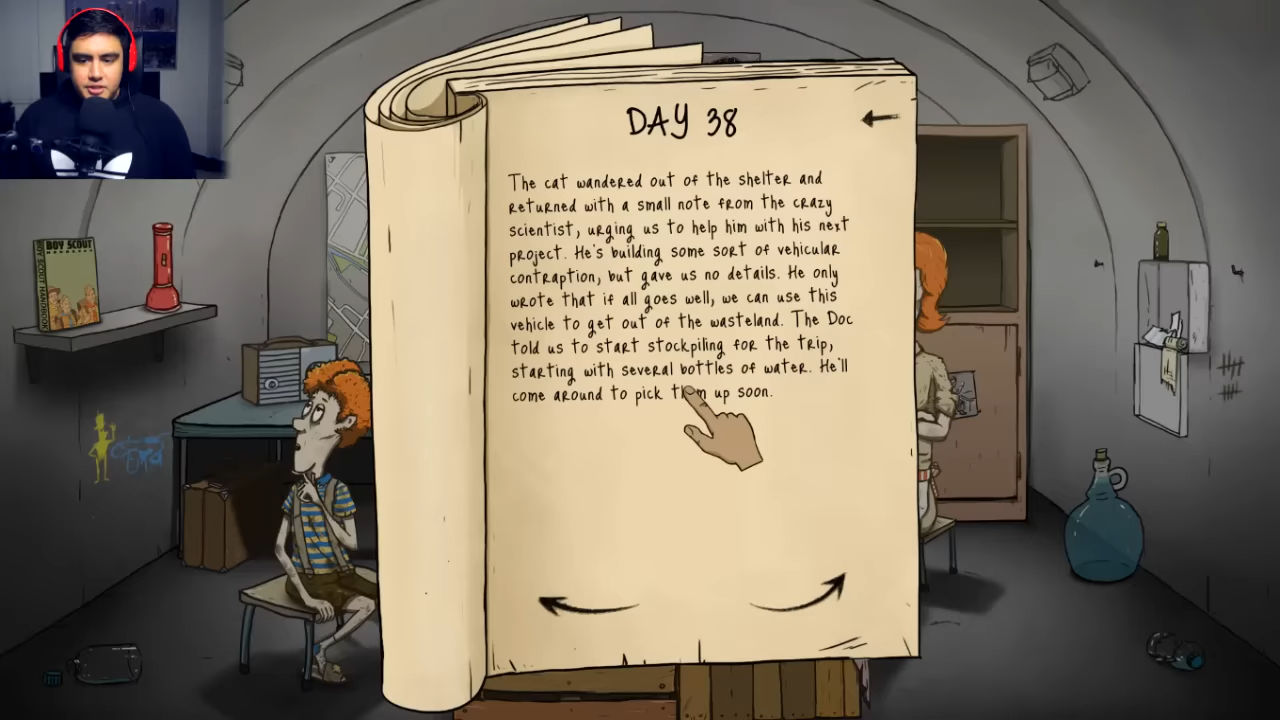 DAY 38
The cat wandered out of the shelter and
returned with a small note from the crazy
scientist, urging us to help him with his next
project. He's building some sort of vehicular
contraption, but gave us no details. He only
wrote that if all goes well, we can use this
vehicle to get out of the wasteland. The Doc
told us to start stockpiling for the trip,
starting with several bottles of water. He'll
come around to pick them up soon.
BOY SCOUT
BOY SCOUT HANDBOOK